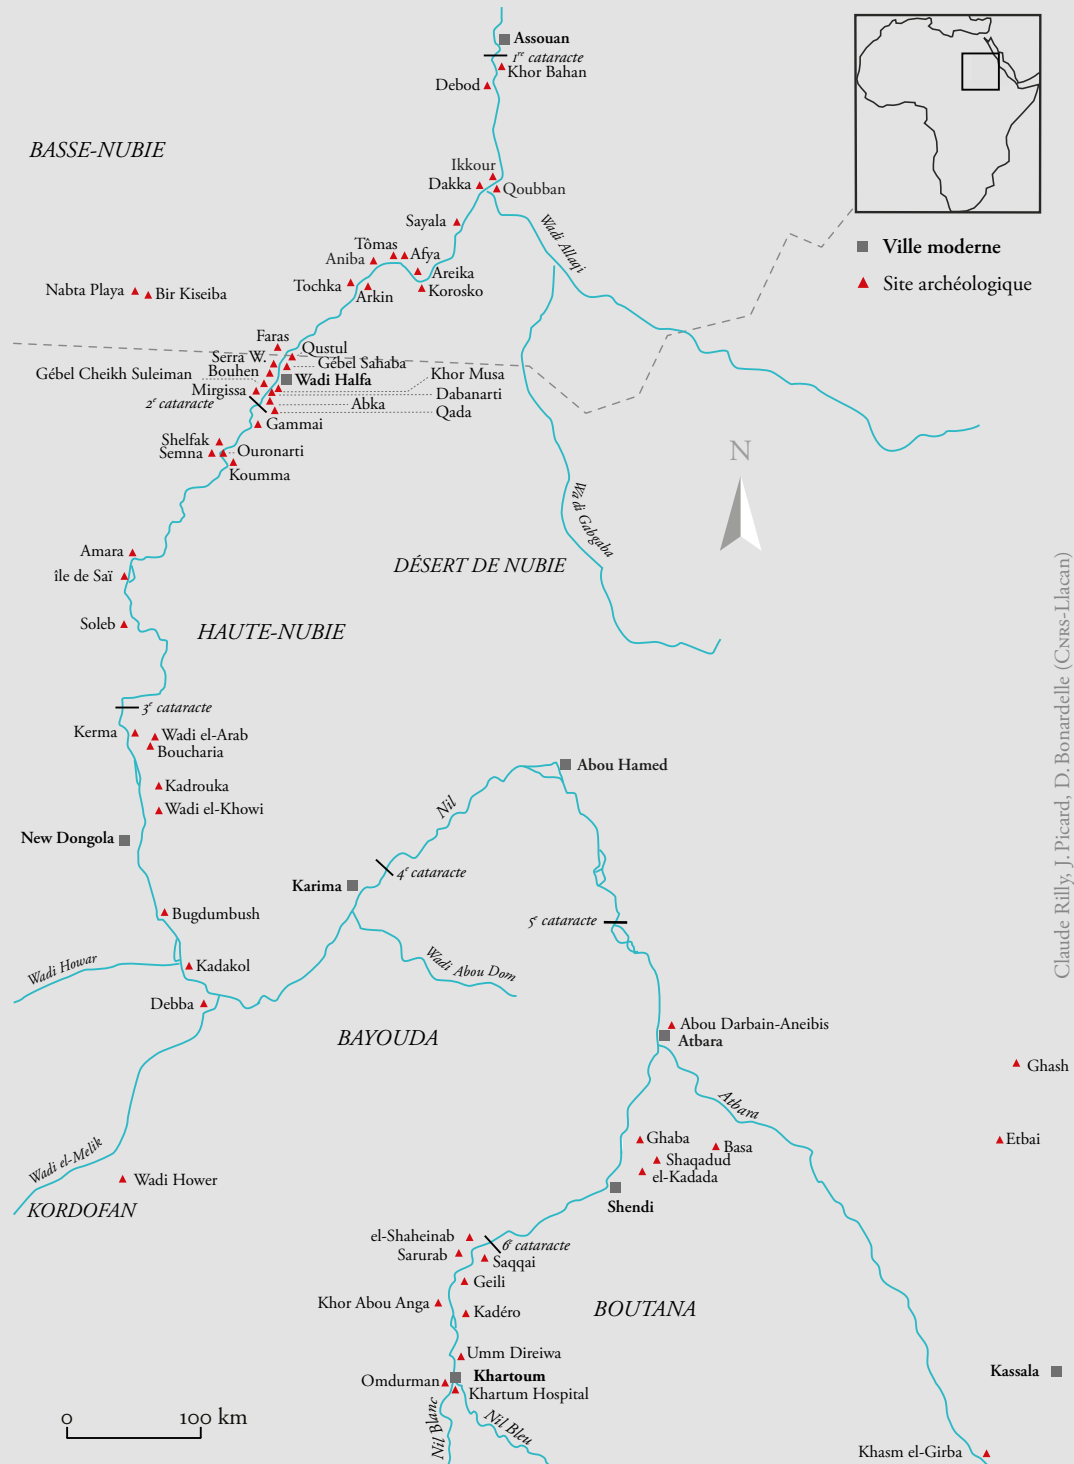 Assouan
1re cataracte
Khor Bahan
Debod
BASSE-NUBIE
Ikkour
Dakka
Qoubban
Sayala
Wadi Allaqi
Ville moderne
Site archéologique
Tômas
Afya
Aniba
Areika
Tochka
Arkin
Korosko
Nabta Playa
Bir Kiseiba
Faras
Qustul
Serra W.
Gébel Sahaba
Bouhen
Gébel Cheikh Suleiman
Wadi Halfa
Khor Musa
Mirgissa
Dabanarti
2e cataracte
Abka
Qada
Gammai
Shelfak
Semna
Ouronarti
Koumma
N
Wadi Gabgaba
Amara
île de Saï
DÉSERT DE NUBIE
Soleb
HAUTE-NUBIE
3e cataracte
Kerma
Wadi el-Arab
Boucharia
Abou Hamed
Kadrouka
Wadi el-Khowi
Nil
New Dongola
4e cataracte
Karima
Bugdumbush
5e cataracte
Wadi Howar
Kadakol
Wadi Abou Dom
Debba
BAYOUDA
Abou Darbain-Aneibis
Atbara
Ghash
Atbara
Ghaba
Basa
Etbai
Shaqadud
el-Kadada
Wadi el-Melik
Wadi Hower
Shendi
KORDOFAN
el-Shaheinab
6e cataracte
Sarurab
Saqqai
Geili
Khor Abou Anga
Kadéro
BOUTANA
Umm Direiwa
Khartoum
Kassala
Omdurman
Khartum Hospital
Nil Blanc
Nil Bleu
0 100 km
Khasm el-Girba
Claude Rilly, J. Picard, D. Bonardelle (CNRS-Llacan)